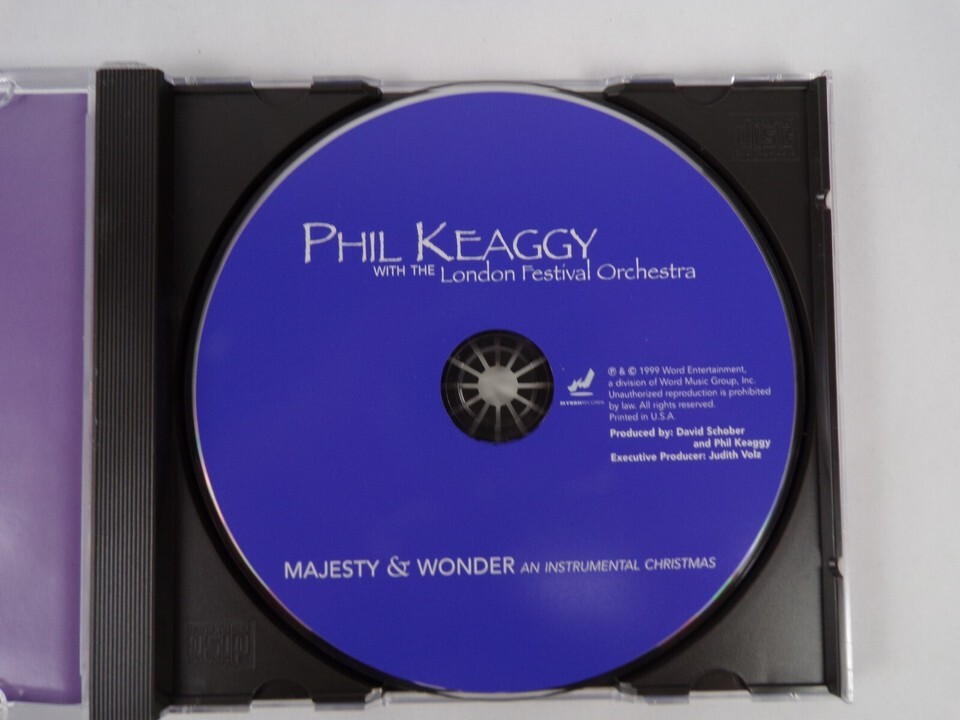 PHIL KEAGGY
WITH THE London Festival Orchestra
℗ & © 1999 Word Entertainment,
a division of Word Music Group, Inc.
Unauthorized reproduction is prohibited
by law. All rights reserved.
Printed in U.S.A.
Produced by: David Schober
and Phil Keaggy
Executive Producer: Judith Volz
MAJESTY & WONDER AN INSTRUMENTAL CHRISTMAS